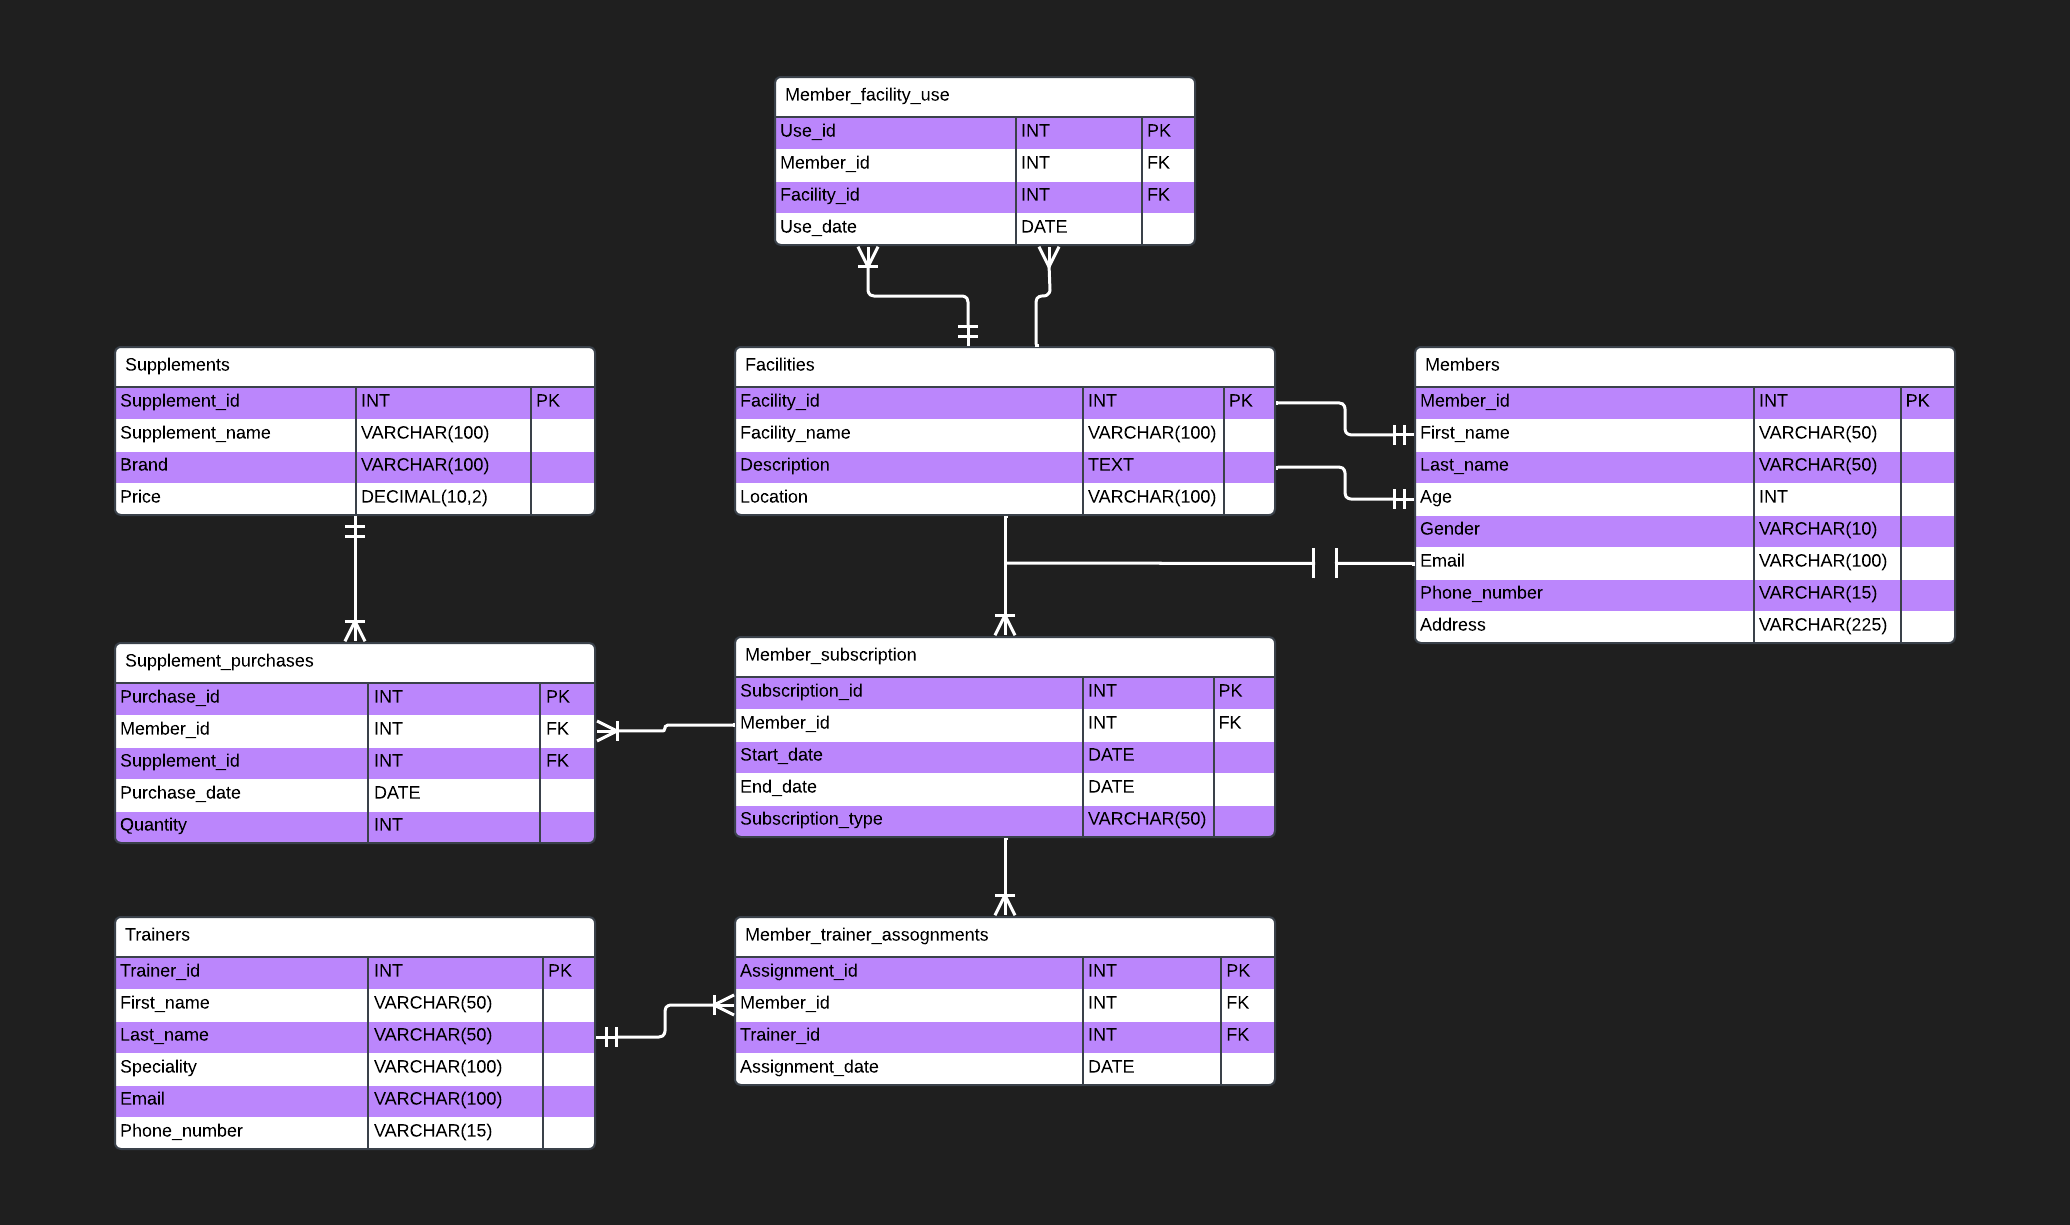 Member_facility_use
Use_id INT PK
Member_id INT FK
Facility_id INT FK
Use_date DATE
Supplements
Supplement_id INT PK
Supplement_name VARCHAR(100)
Brand VARCHAR(100)
Price DECIMAL(10,2)
Facilities
Facility_id INT PK
Facility_name VARCHAR(100)
Description TEXT
Location VARCHAR(100)
Members
Member_id INT PK
First_name VARCHAR(50)
Last_name VARCHAR(50)
Age INT
Gender VARCHAR(10)
Email VARCHAR(100)
Phone_number VARCHAR(15)
Address VARCHAR(225)
Supplement_purchases
Purchase_id INT PK
Member_id INT FK
Supplement_id INT FK
Purchase_date DATE
Quantity INT
Member_subscription
Subscription_id INT PK
Member_id INT FK
Start_date DATE
End_date DATE
Subscription_type VARCHAR(50)
Trainers
Trainer_id INT PK
First_name VARCHAR(50)
Last_name VARCHAR(50)
Speciality VARCHAR(100)
Email VARCHAR(100)
Phone_number VARCHAR(15)
Member_trainer_assognments
Assignment_id INT PK
Member_id INT FK
Trainer_id INT FK
Assignment_date DATE